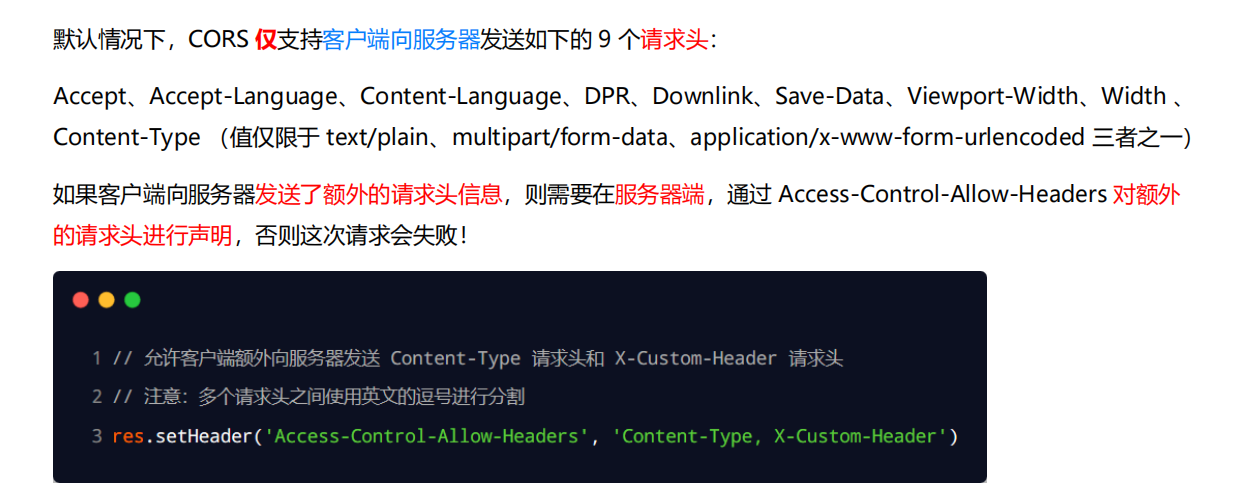 默认情况下，CORS 仅支持客户端向服务器发送如下的 9 个请求头：
Accept、Accept-Language、Content-Language、DPR、Downlink、Save-Data、Viewport-Width、Width 、
Content-Type （值仅限于 text/plain、multipart/form-data、application/x-www-form-urlencoded 三者之一）
如果客户端向服务器发送了额外的请求头信息，则需要在服务器端，通过 Access-Control-Allow-Headers 对额外
的请求头进行声明，否则这次请求会失败！
1 // 允许客户端额外向服务器发送 Content-Type 请求头和 X-Custom-Header 请求头
2 // 注意：多个请求头之间使用英文的逗号进行分割
3 res.setHeader('Access-Control-Allow-Headers', 'Content-Type, X-Custom-Header')